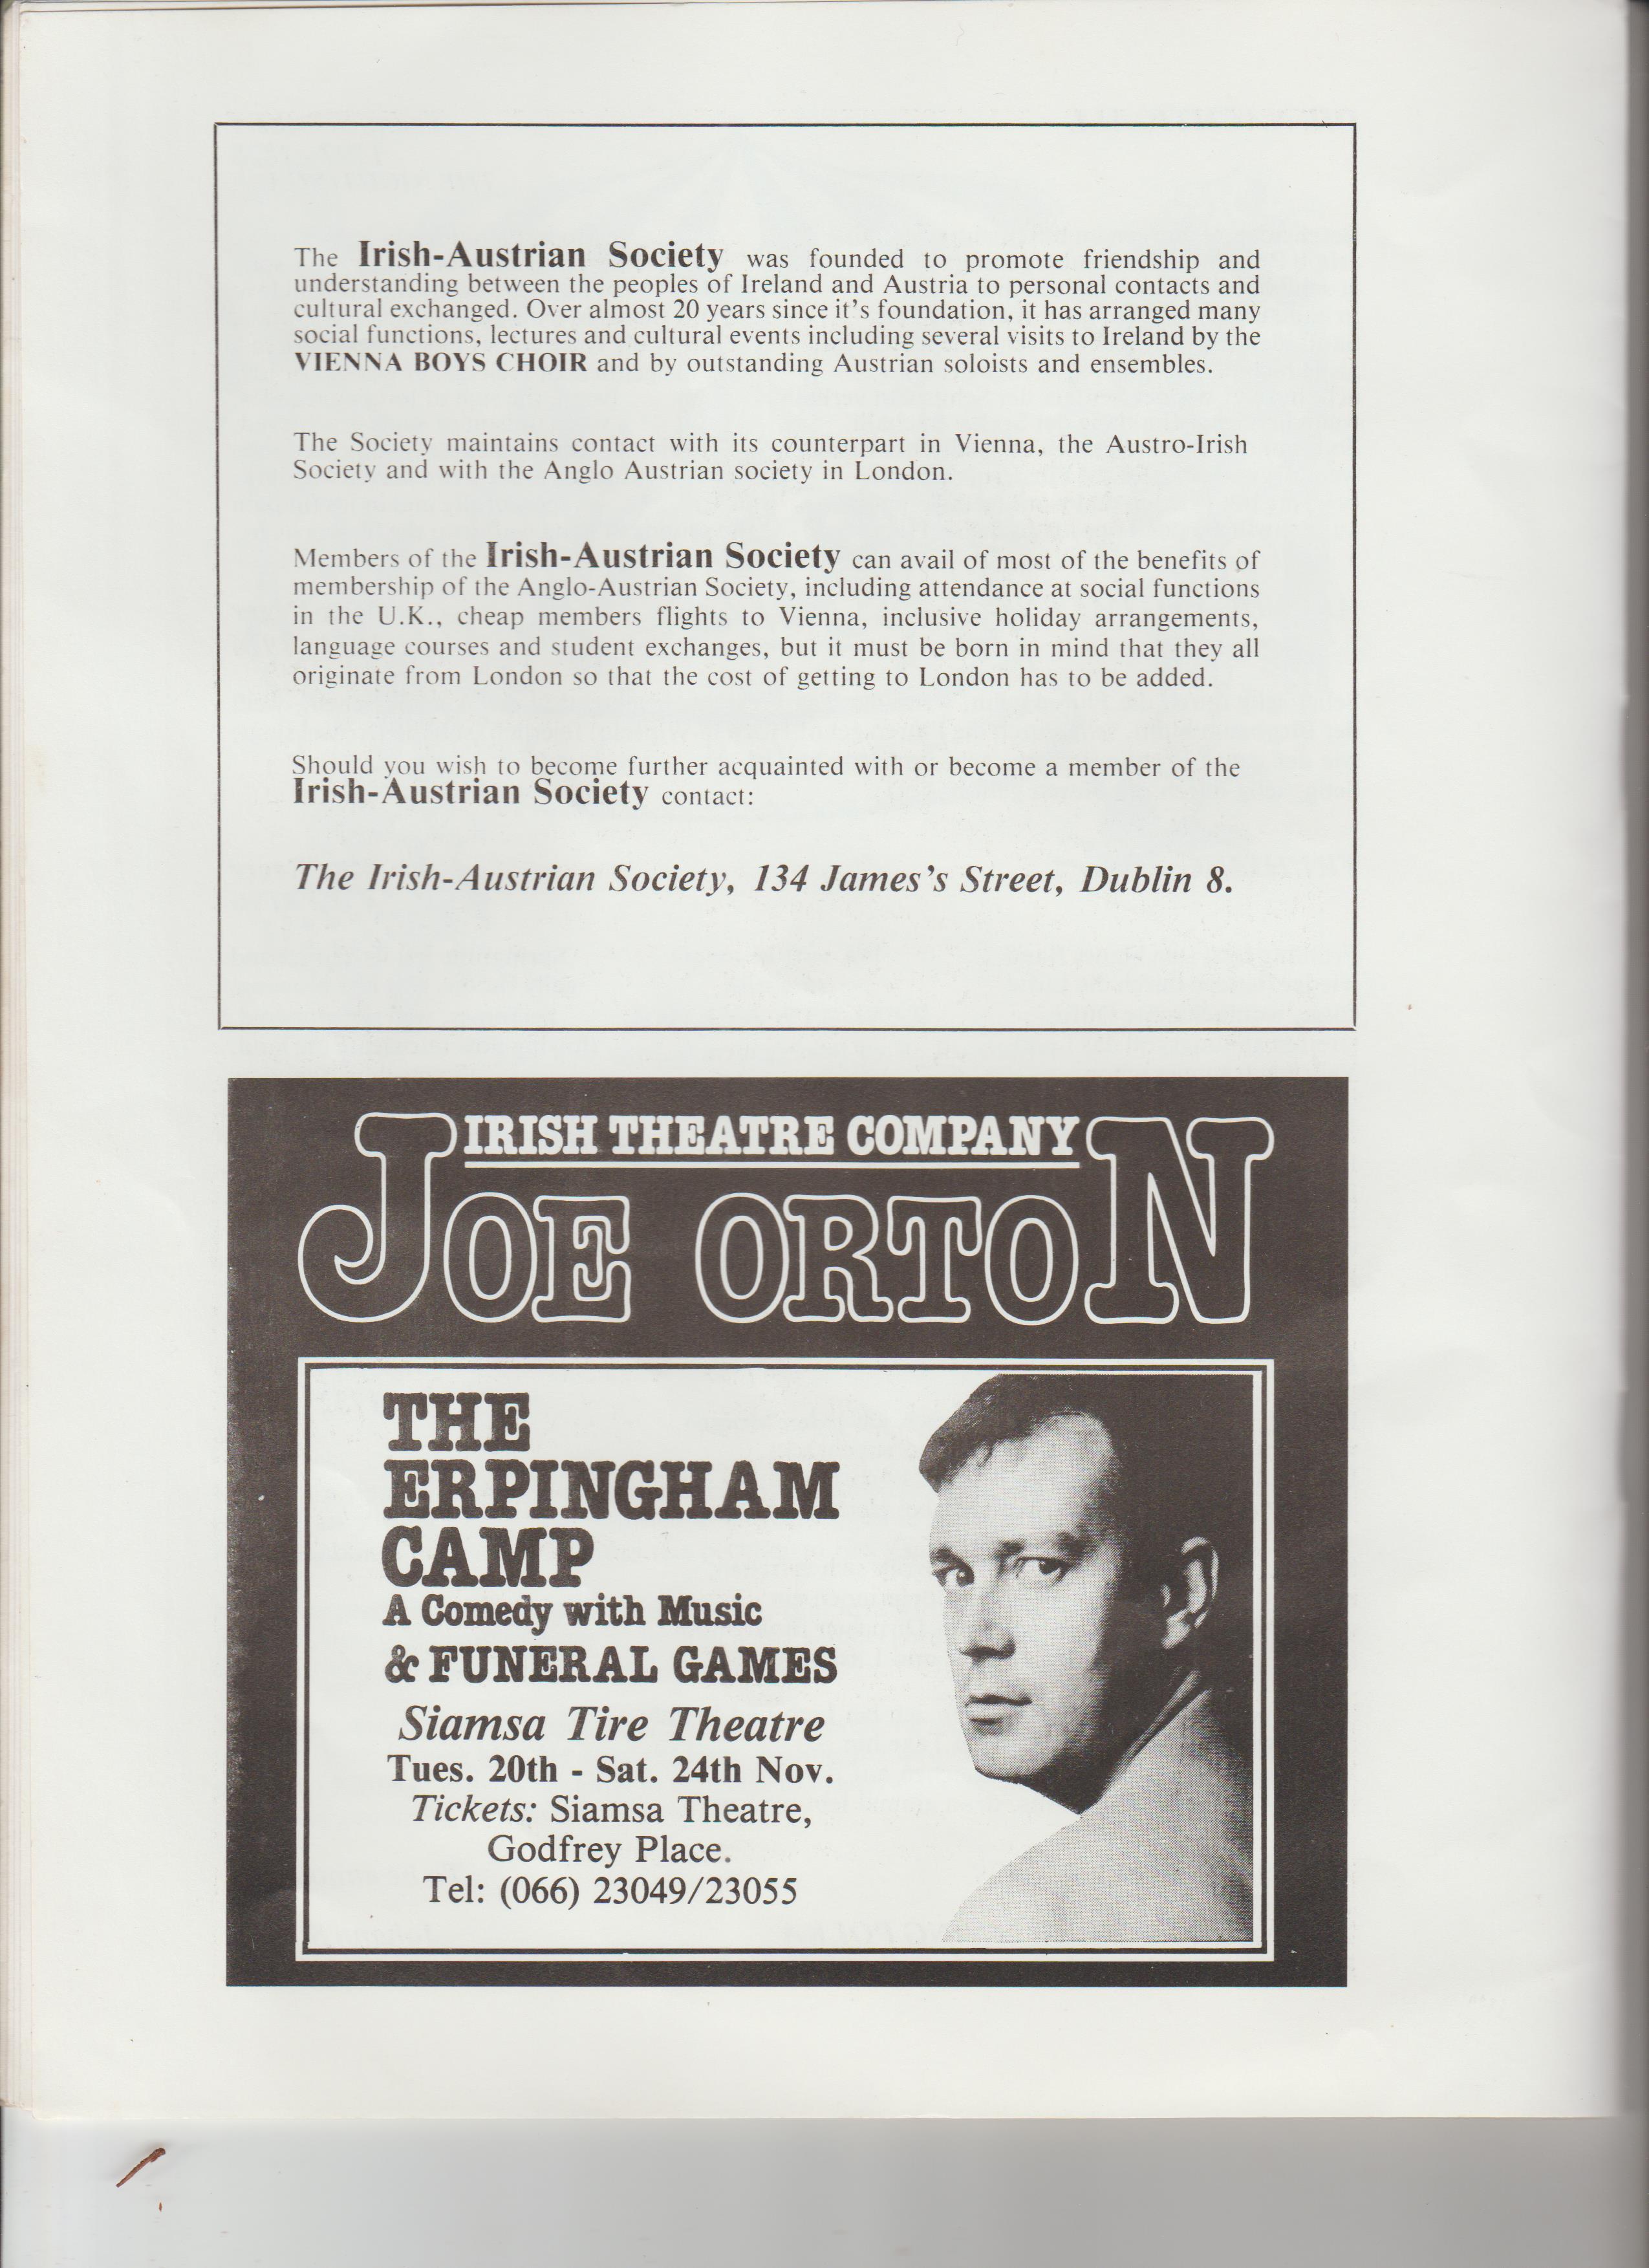 The Irish-Austrian Society was founded to promote friendship and
understanding between the peoples of Ireland and Austria to personal contacts and
cultural exchanged. Over almost 20 years since it's foundation, it has arranged many
social functions, lectures and cultural events including several visits to Ireland by the
VIENNA BOYS CHOIR and by outstanding Austrian soloists and ensembles.
The Society maintains contact with its counterpart in Vienna, the Austro-Irish
Society and with the Anglo Austrian society in London.
Members of the Irish-Austrian Society can avail of most of the benefits of
membership of the Anglo-Austrian Society, including attendance at social functions
in the U.K., cheap members flights to Vienna, inclusive holiday arrangements,
language courses and student exchanges, but it must be born in mind that they all
originate from London so that the cost of getting to London has to be added.
Should you wish to become further acquainted with or become a member of the
Irish-Austrian Society contact:
The Irish-Austrian Society, 134 James's Street, Dublin 8.
IRISH THEATRE COMPANY
JOE ORTON
THE
ERPINGHAM
CAMP
A Comedy with Music
& FUNERAL GAMES
Siamsa Tire Theatre
Tues. 20th - Sat. 24th Nov.
Tickets: Siamsa Theatre,
Godfrey Place.
Tel: (066) 23049/23055